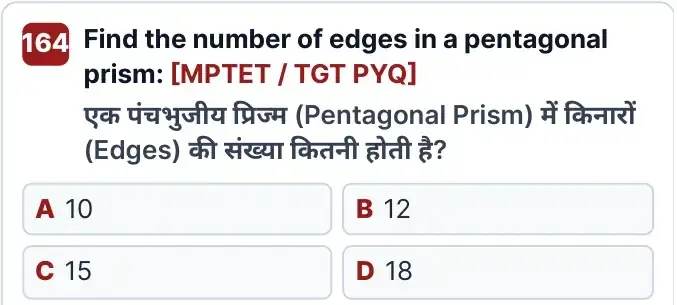 164 Find the number of edges in a pentagonal
prism: [MPTET / TGT PYQ]
एक पंचभुजीय प्रिज्म (Pentagonal Prism) में किनारों
(Edges) की संख्या कितनी होती है?
A 10
B 12
C 15
D 18